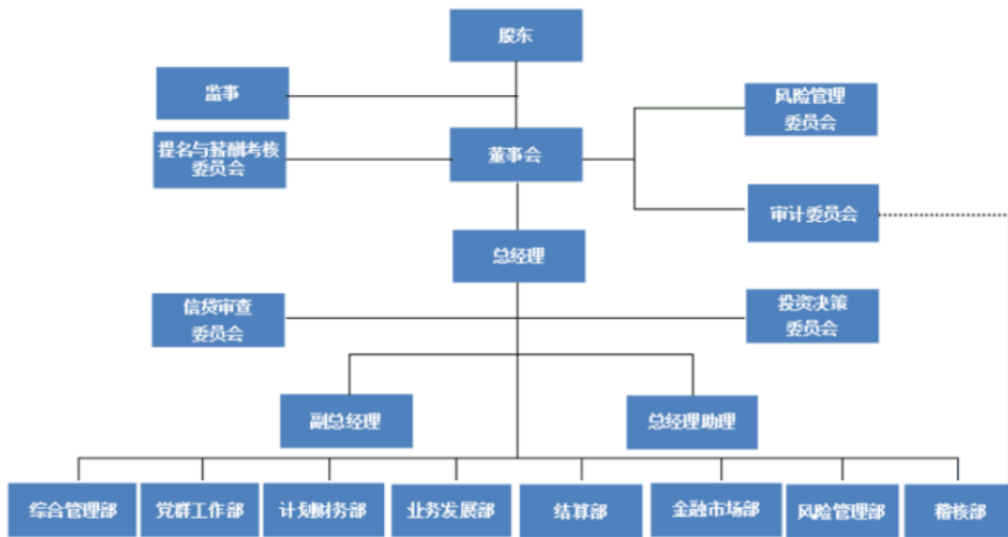 股东
监事
风险管理
委员会
提名与薪酬考核
委员会
董事会
审计委员会
总经理
信贷审查
委员会
投资决策
委员会
副总经理
总经理助理
综合管理部
党群工作部
计划财务部
业务发展部
结算部
金融市场部
风险管理部
稽核部